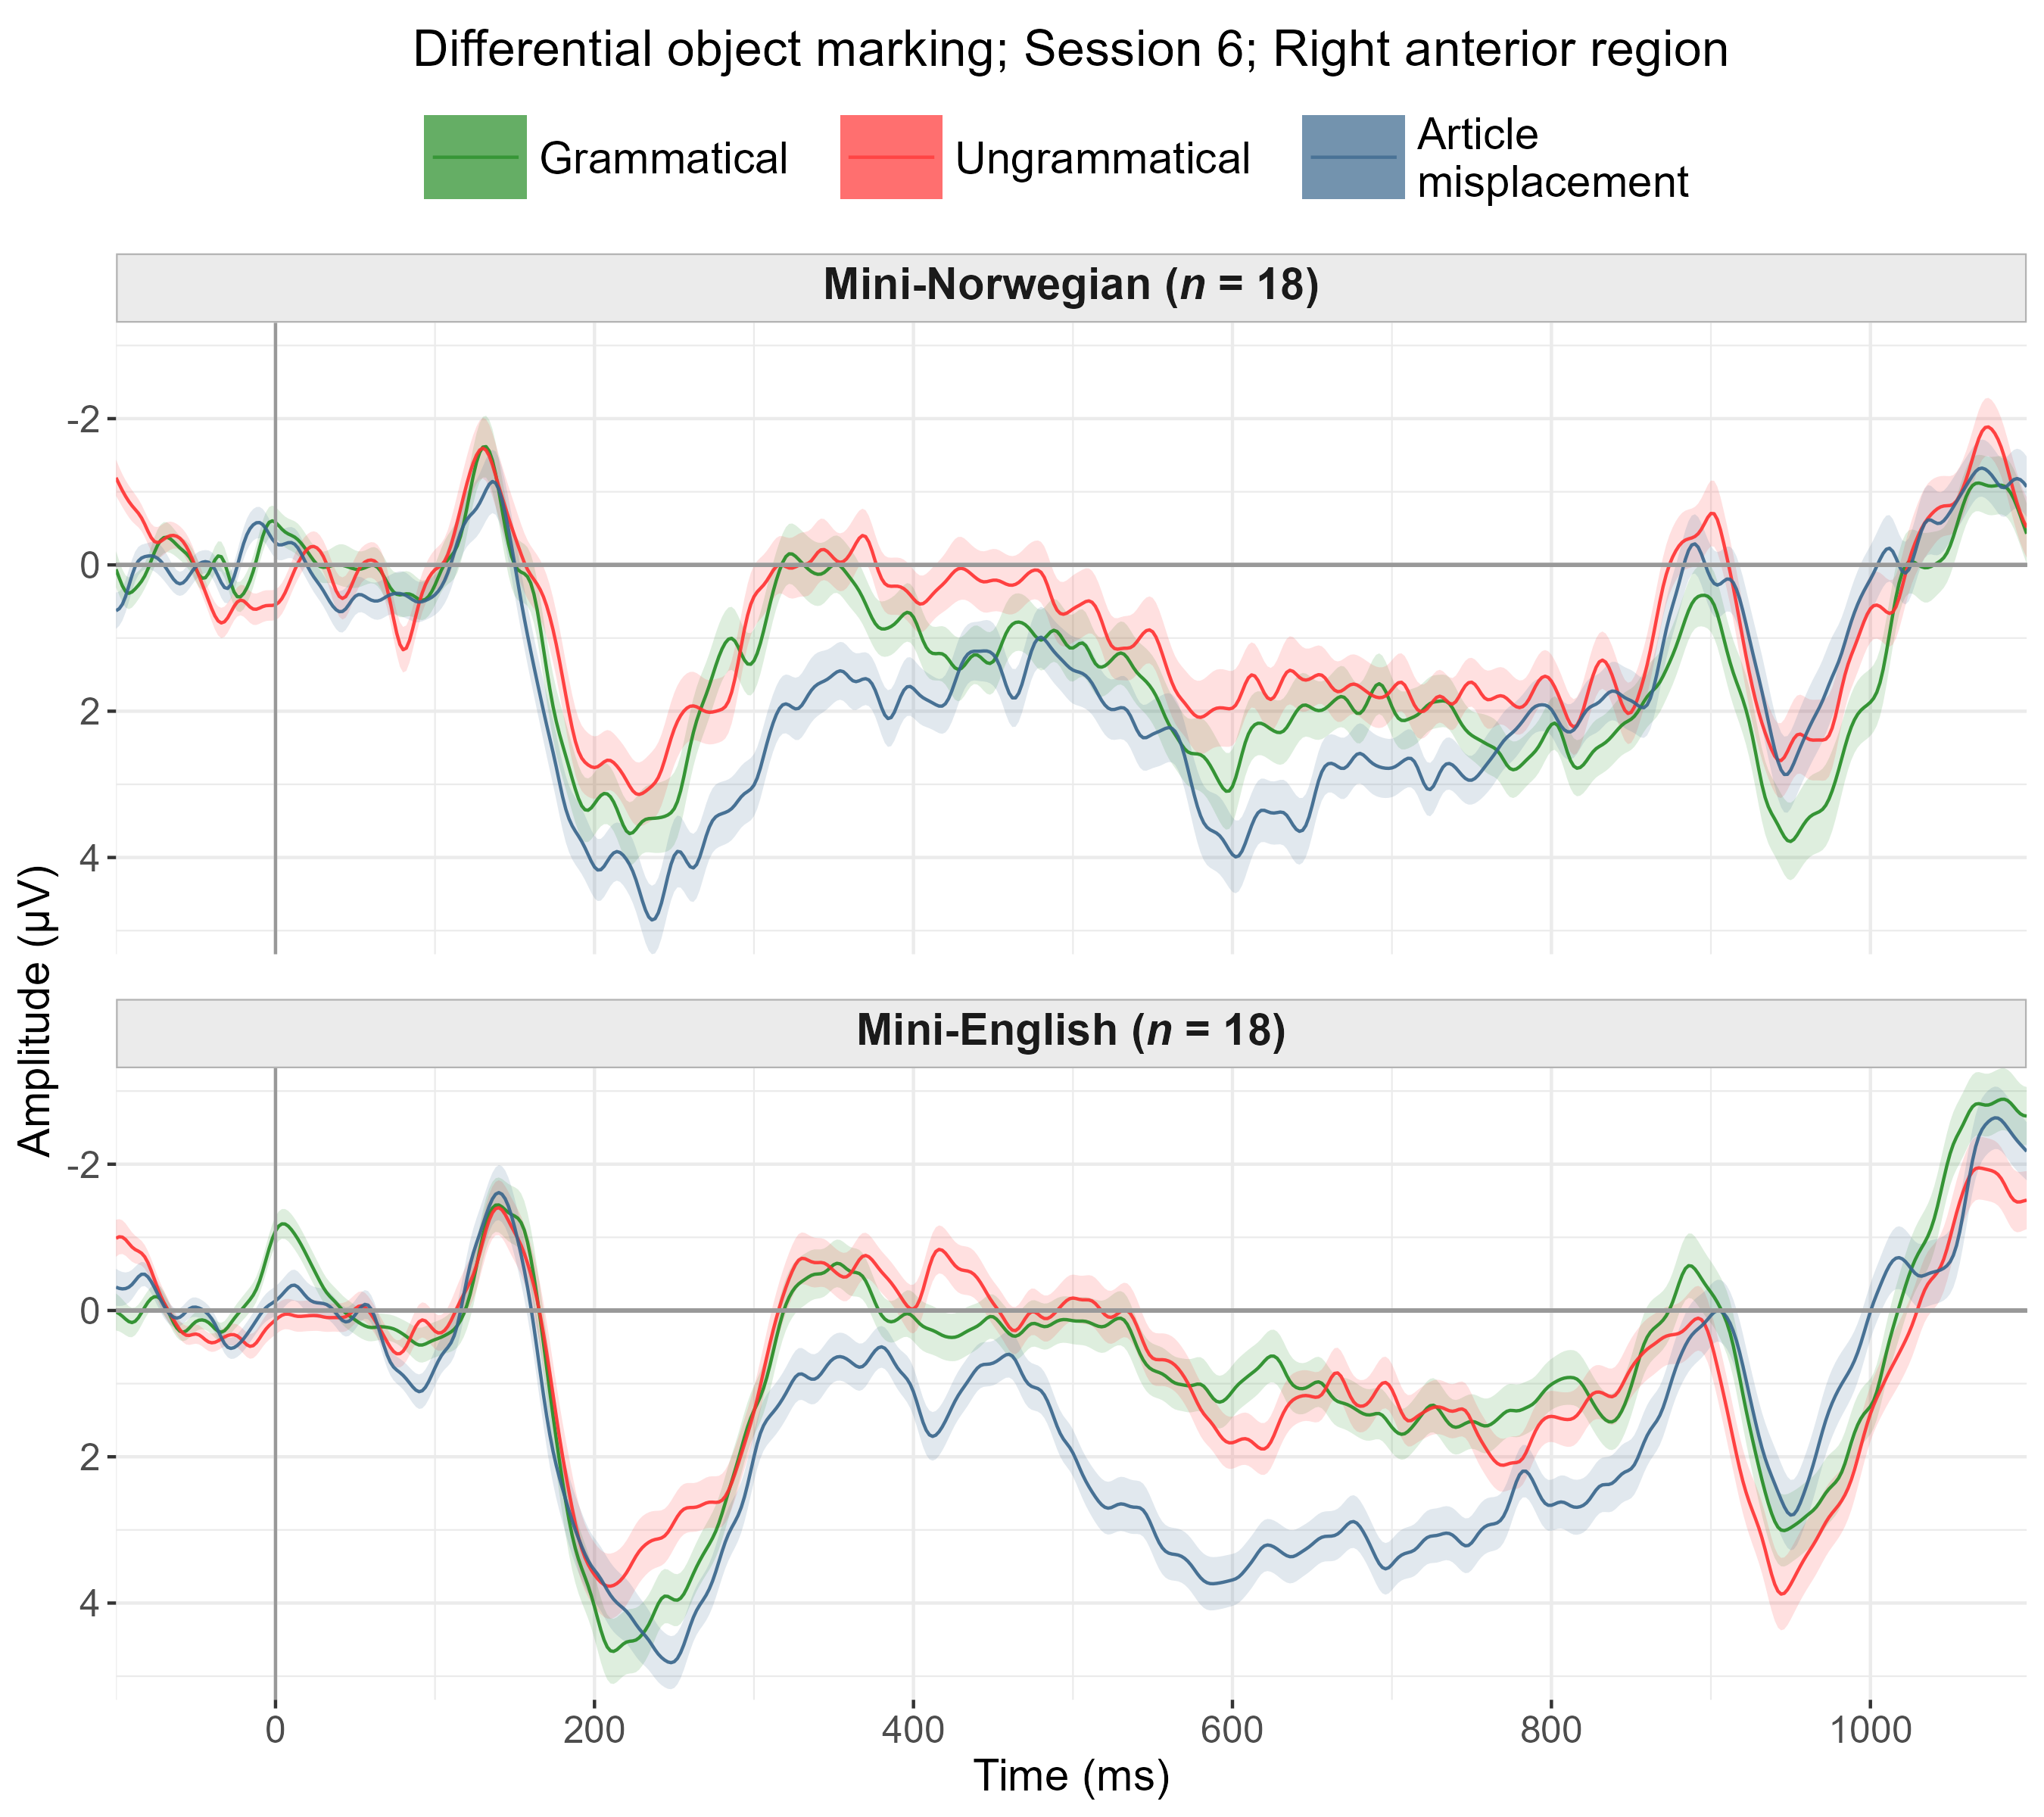 Differential object marking; Session 6; Right anterior region
Grammatical
Ungrammatical
Article
misplacement
Mini-Norwegian (n = 18)
-2
0
2
4
Mini-English (n = 18)
-2
0
2
4
0 200 400 600 800 1000
Time (ms)
Amplitude (µV)